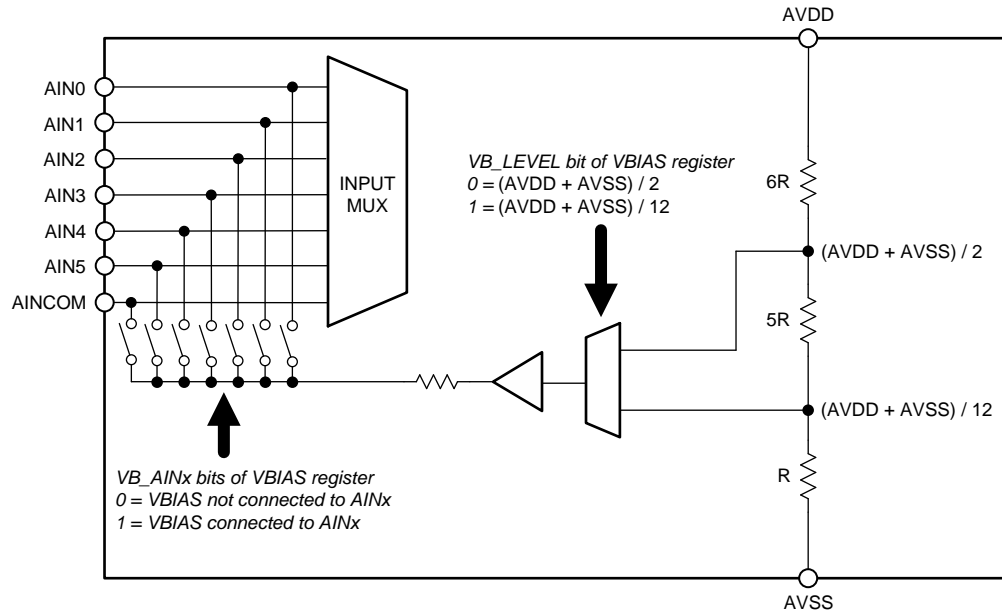 AVDD
AIN0
AIN1
AIN2
AIN3
AIN4
AIN5
AINCOM
INPUT
MUX
VB_LEVEL bit of VBIAS register
0 = (AVDD + AVSS) / 2
1 = (AVDD + AVSS) / 12
6R
(AVDD + AVSS) / 2
5R
(AVDD + AVSS) / 12
R
VB_AINx bits of VBIAS register
0 = VBIAS not connected to AINx
1 = VBIAS connected to AINx
AVSS